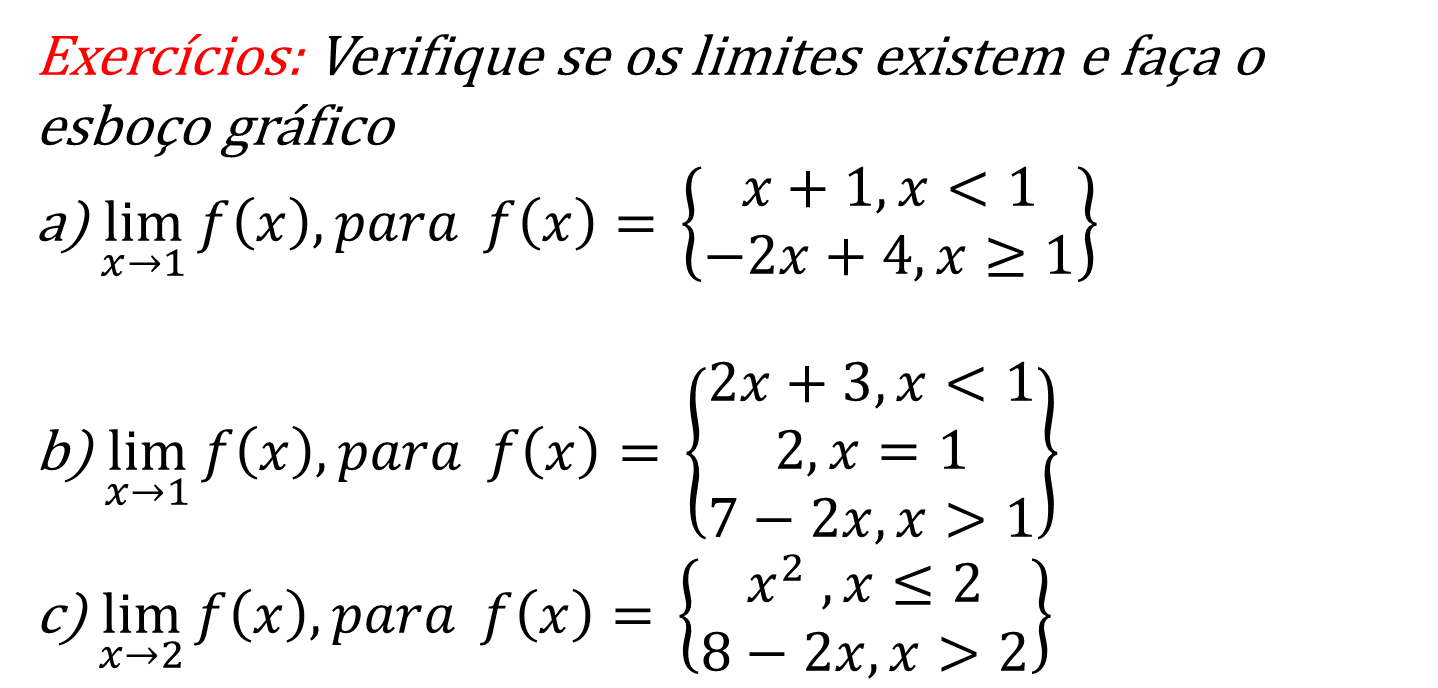 Exercícios: Verifique se os limites existem e faça o
esboço gráfico
a) lim x→1 f(x), para f(x) = { x + 1, x < 1
−2x + 4, x ≥ 1 }
b) lim x→1 f(x), para f(x) = { 2x + 3, x < 1
2, x = 1
7 − 2x, x > 1 }
c) lim x→2 f(x), para f(x) = { x² , x ≤ 2
8 − 2x, x > 2 }